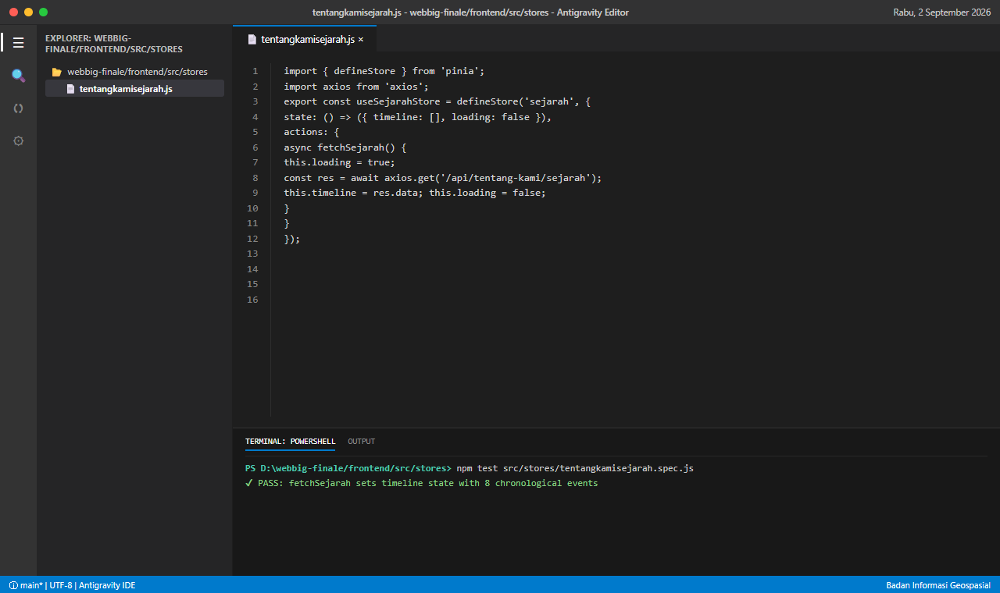 tentangkamisejarah.js - webbig-finale/frontend/src/stores - Antigravity Editor
Rabu, 2 September 2026
EXPLORER: WEBBIG-
FINALE/FRONTEND/SRC/STORES
webbig-finale/frontend/src/stores
tentangkamisejarah.js
tentangkamisejarah.js ×
1 import { defineStore } from 'pinia';
2 import axios from 'axios';
3 export const useSejarahStore = defineStore('sejarah', {
4 state: () => ({ timeline: [], loading: false }),
5 actions: {
6 async fetchSejarah() {
7 this.loading = true;
8 const res = await axios.get('/api/tentang-kami/sejarah');
9 this.timeline = res.data; this.loading = false;
10 }
11 }
12 });
13
14
15
16
TERMINAL: POWERSHELL OUTPUT
PS D:\webbig-finale/frontend/src/stores> npm test src/stores/tentangkamisejarah.spec.js
✓ PASS: fetchSejarah sets timeline state with 8 chronological events
main* | UTF-8 | Antigravity IDE
Badan Informasi Geospasial